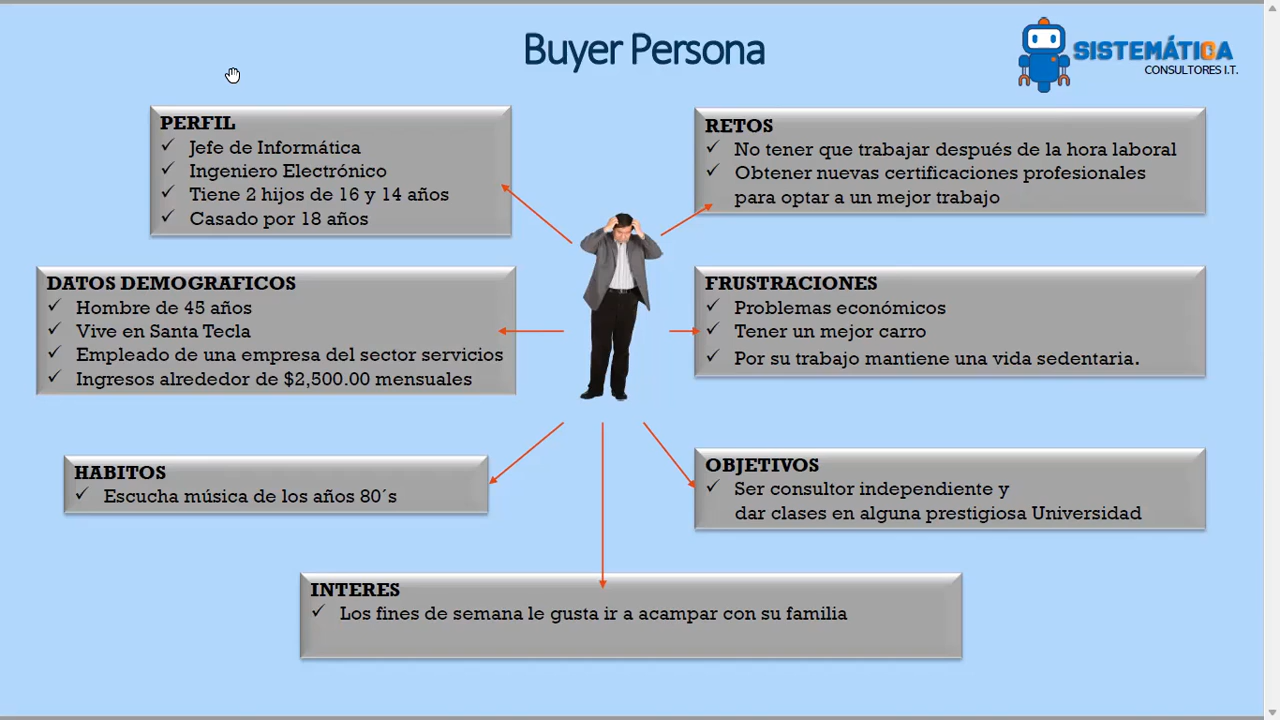 Buyer Persona
SISTEMÁTICA
CONSULTORES I.T.
PERFIL
✓ Jefe de Informática
✓ Ingeniero Electrónico
✓ Tiene 2 hijos de 16 y 14 años
✓ Casado por 18 años
RETOS
✓ No tener que trabajar después de la hora laboral
✓ Obtener nuevas certificaciones profesionales
para optar a un mejor trabajo
DATOS DEMOGRAFICOS
✓ Hombre de 45 años
✓ Vive en Santa Tecla
✓ Empleado de una empresa del sector servicios
✓ Ingresos alrededor de $2,500.00 mensuales
FRUSTRACIONES
✓ Problemas económicos
✓ Tener un mejor carro
✓ Por su trabajo mantiene una vida sedentaria.
HABITOS
✓ Escucha música de los años 80´s
OBJETIVOS
✓ Ser consultor independiente y
dar clases en alguna prestigiosa Universidad
INTERES
✓ Los fines de semana le gusta ir a acampar con su familia